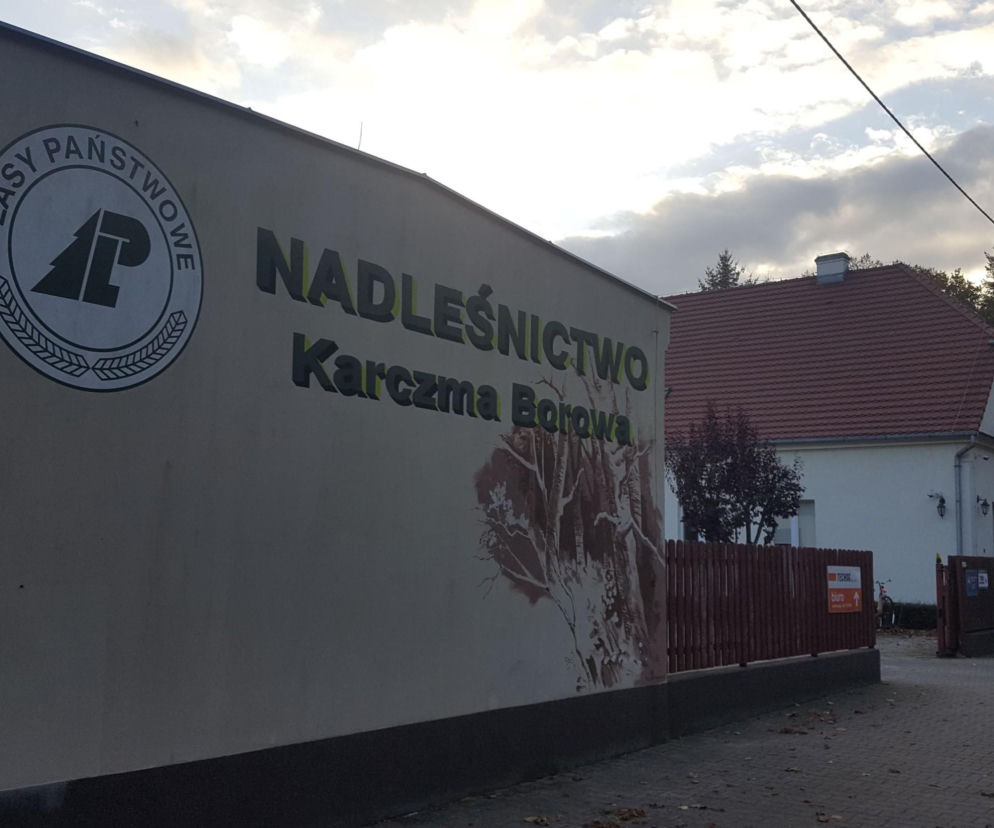 LASY PAŃSTWOWE
NADLEŚNICTWO
Karczma Borowa
biuro